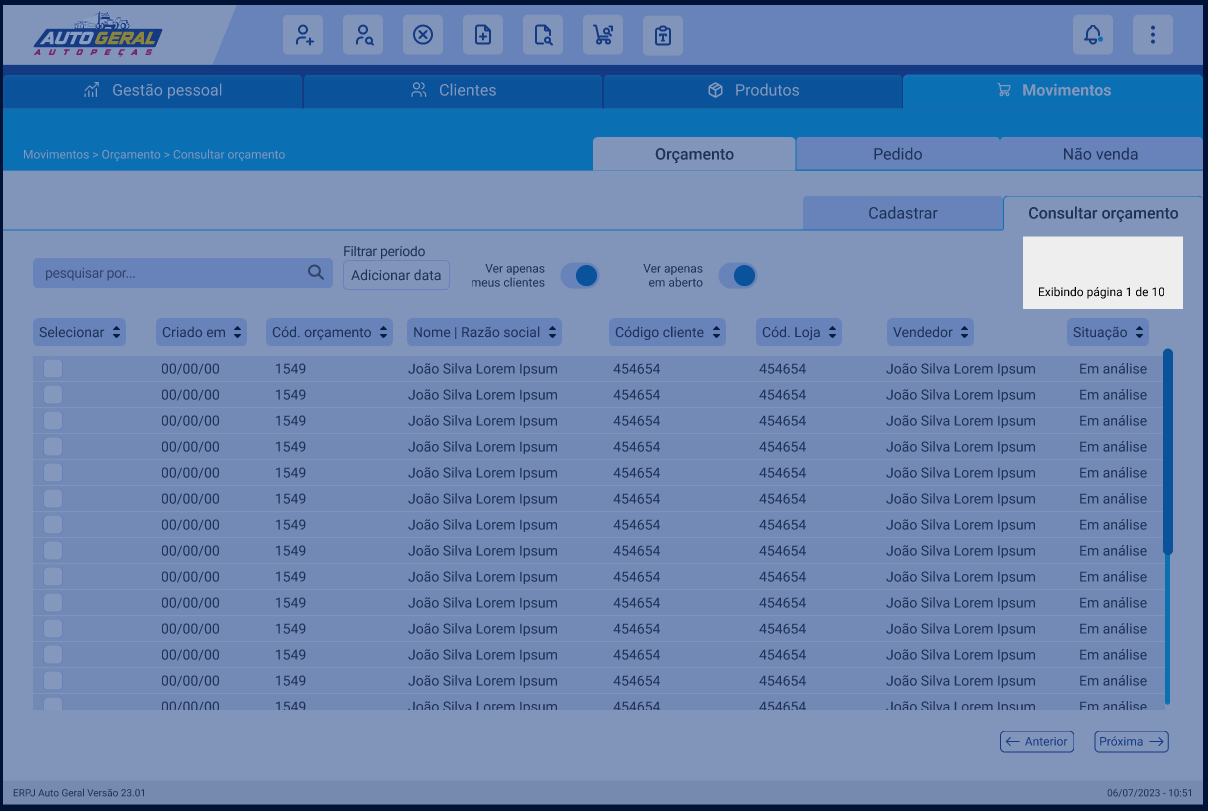 AUTO GERAL
AUTOPEÇAS
Gestão pessoal
Clientes
Produtos
Movimentos
Movimentos > Orçamento > Consultar orçamento
Orçamento
Pedido
Não venda
Cadastrar
Consultar orçamento
pesquisar por...
Filtrar período
Adicionar data
Ver apenas
meus clientes
Ver apenas
em aberto
Exibindo página 1 de 10
Selecionar Criado em Cód. orçamento Nome | Razão social Código cliente Cód. Loja Vendedor Situação
00/00/00 1549 João Silva Lorem Ipsum 454654 454654 João Silva Lorem Ipsum Em análise
00/00/00 1549 João Silva Lorem Ipsum 454654 454654 João Silva Lorem Ipsum Em análise
00/00/00 1549 João Silva Lorem Ipsum 454654 454654 João Silva Lorem Ipsum Em análise
00/00/00 1549 João Silva Lorem Ipsum 454654 454654 João Silva Lorem Ipsum Em análise
00/00/00 1549 João Silva Lorem Ipsum 454654 454654 João Silva Lorem Ipsum Em análise
00/00/00 1549 João Silva Lorem Ipsum 454654 454654 João Silva Lorem Ipsum Em análise
00/00/00 1549 João Silva Lorem Ipsum 454654 454654 João Silva Lorem Ipsum Em análise
00/00/00 1549 João Silva Lorem Ipsum 454654 454654 João Silva Lorem Ipsum Em análise
00/00/00 1549 João Silva Lorem Ipsum 454654 454654 João Silva Lorem Ipsum Em análise
00/00/00 1549 João Silva Lorem Ipsum 454654 454654 João Silva Lorem Ipsum Em análise
00/00/00 1549 João Silva Lorem Ipsum 454654 454654 João Silva Lorem Ipsum Em análise
00/00/00 1549 João Silva Lorem Ipsum 454654 454654 João Silva Lorem Ipsum Em análise
00/00/00 1549 João Silva Lorem Ipsum 454654 454654 João Silva Lorem Ipsum Em análise
00/00/00 1549 João Silva Lorem Ipsum 454654 454654 João Silva Lorem Ipsum Em análise
Anterior
Próxima
ERPJ Auto Geral Versão 23.01
06/07/2023 - 10:51